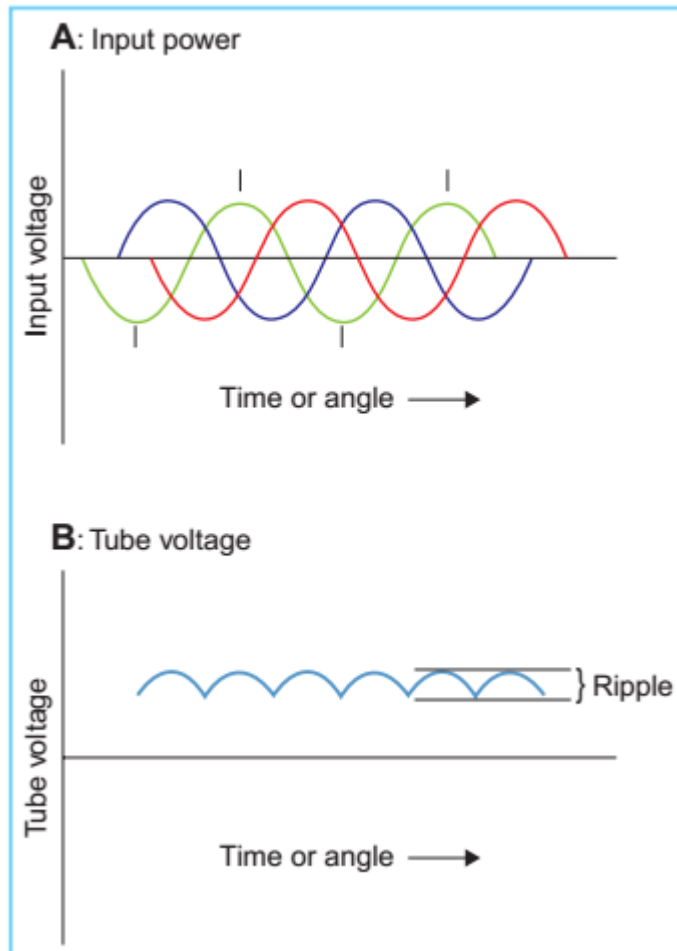 A: Input power
Input voltage
Time or angle
B: Tube voltage
Ripple
Tube voltage
Time or angle